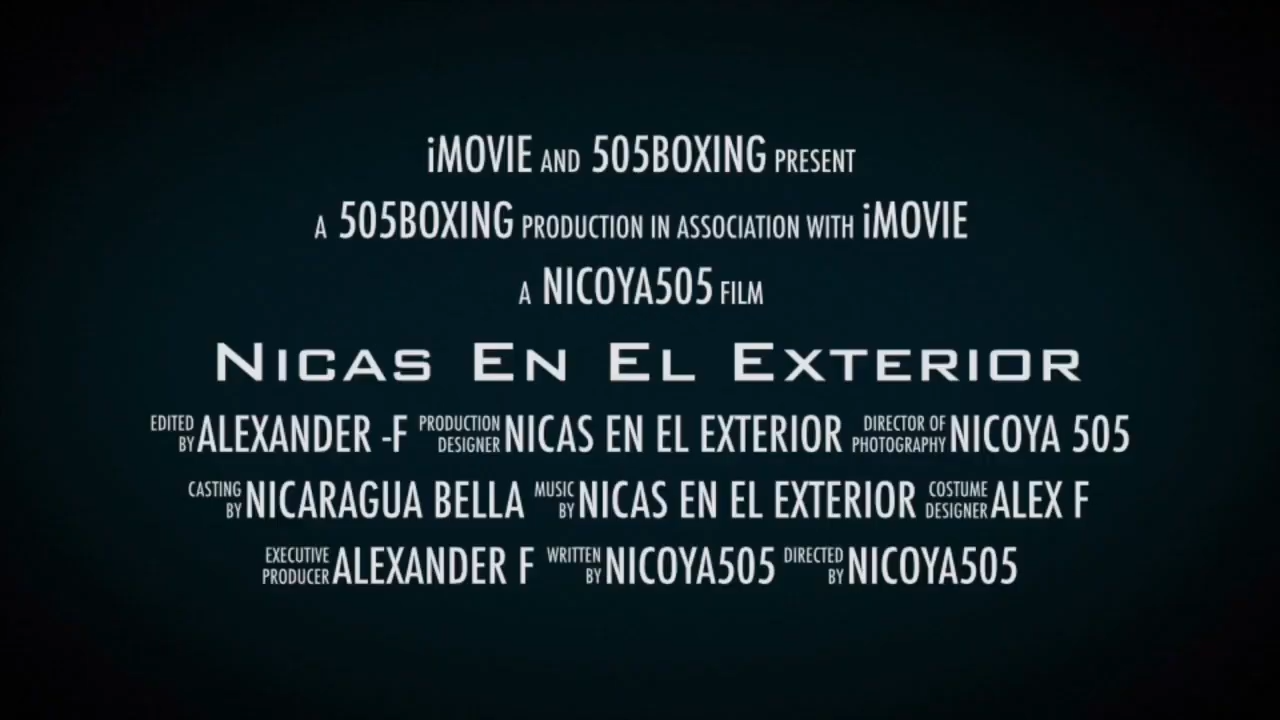 iMOVIE AND 505BOXING PRESENT
A 505BOXING PRODUCTION IN ASSOCIATION WITH iMOVIE
A NICOYA505 FILM
NICAS EN EL EXTERIOR
EDITED BY ALEXANDER -F PRODUCTION DESIGNER NICAS EN EL EXTERIOR DIRECTOR OF PHOTOGRAPHY NICOYA 505
CASTING BY NICARAGUA BELLA MUSIC BY NICAS EN EL EXTERIOR COSTUME DESIGNER ALEX F
EXECUTIVE PRODUCER ALEXANDER F WRITTEN BY NICOYA505 DIRECTED BY NICOYA505